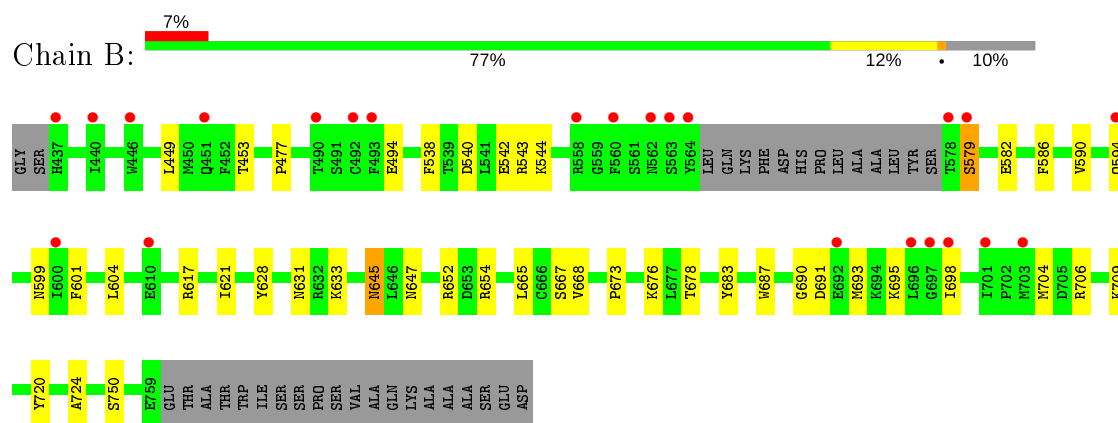 7%
Chain B:
77% 12% • 10%
GLY SER H437 I440 W446 L449 M450 Q451 F452 T453 P477 T490 S491 C492 F493 E494 F538 T539 D540 L541 E542 R543 K544 R558 G559 F560 S561 N562 S563 Y564 LEU GLN LYS PHE ASP HIS PRO LEU ALA ALA LEU TYR SER T578 S579 E582 F586 V590 Q594
N599 I600 F601 L604 E610 R617 I621 Y628 N631 R632 K633 N645 L646 N647 R652 D653 R654 L665 C666 S667 V668 P673 K676 L677 T678 Y683 W687 G690 D691 E692 M693 K694 K695 L696 G697 I698 I701 P702 M703 M704 D705 R706 K709
Y720 A724 S750 E759 GLU THR ALA THR TRP ILE SER SER PRO SER VAL ALA GLN LYS ALA ALA ALA SER GLU ASP